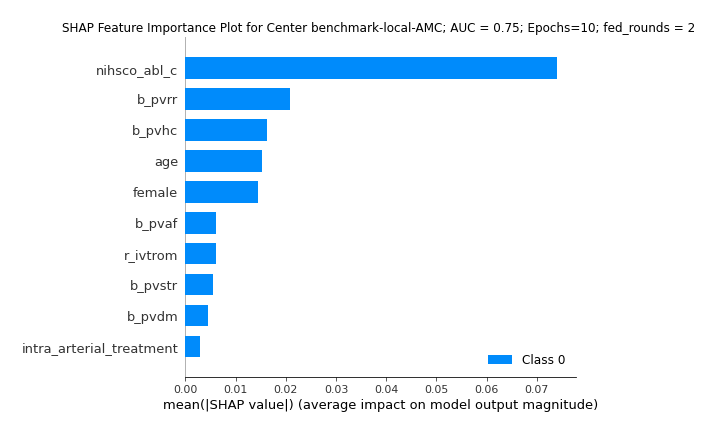 SHAP Feature Importance Plot for Center benchmark-local-AMC; AUC = 0.75; Epochs=10; fed_rounds = 2
nihsco_abl_c
b_pvrr
b_pvhc
age
female
b_pvaf
r_ivtrom
b_pvstr
b_pvdm
intra_arterial_treatment
Class 0
0.00 0.01 0.02 0.03 0.04 0.05 0.06 0.07
mean(|SHAP value|) (average impact on model output magnitude)